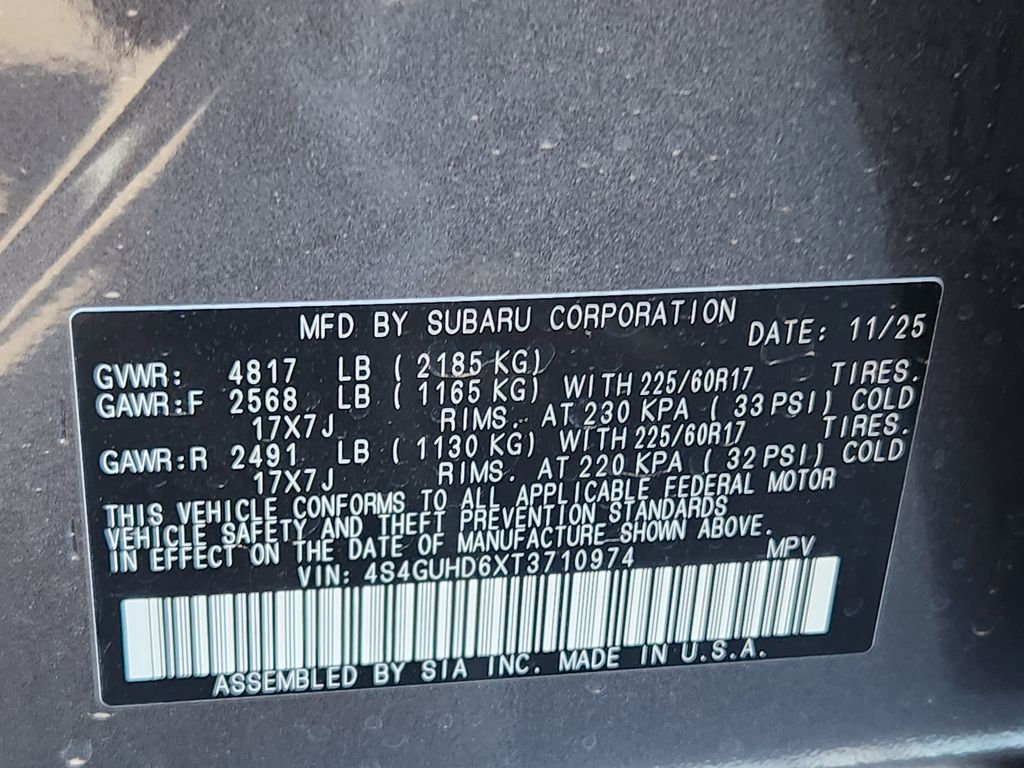 MFD BY SUBARU CORPORATION DATE: 11/25
GVWR: 4817 LB ( 2185 KG)
GAWR:F 2568 LB ( 1165 KG) WITH 225/60R17 TIRES.
17X7J RIMS. AT 230 KPA ( 33 PSI) COLD
GAWR:R 2491 LB ( 1130 KG) WITH 225/60R17 TIRES.
17X7J RIMS. AT 220 KPA ( 32 PSI) COLD
THIS VEHICLE CONFORMS TO ALL APPLICABLE FEDERAL MOTOR
VEHICLE SAFETY AND THEFT PREVENTION STANDARDS
IN EFFECT ON THE DATE OF MANUFACTURE SHOWN ABOVE.
VIN: 4S4GUHD6XT3710974 MPV
ASSEMBLED BY SIA INC. MADE IN U.S.A.